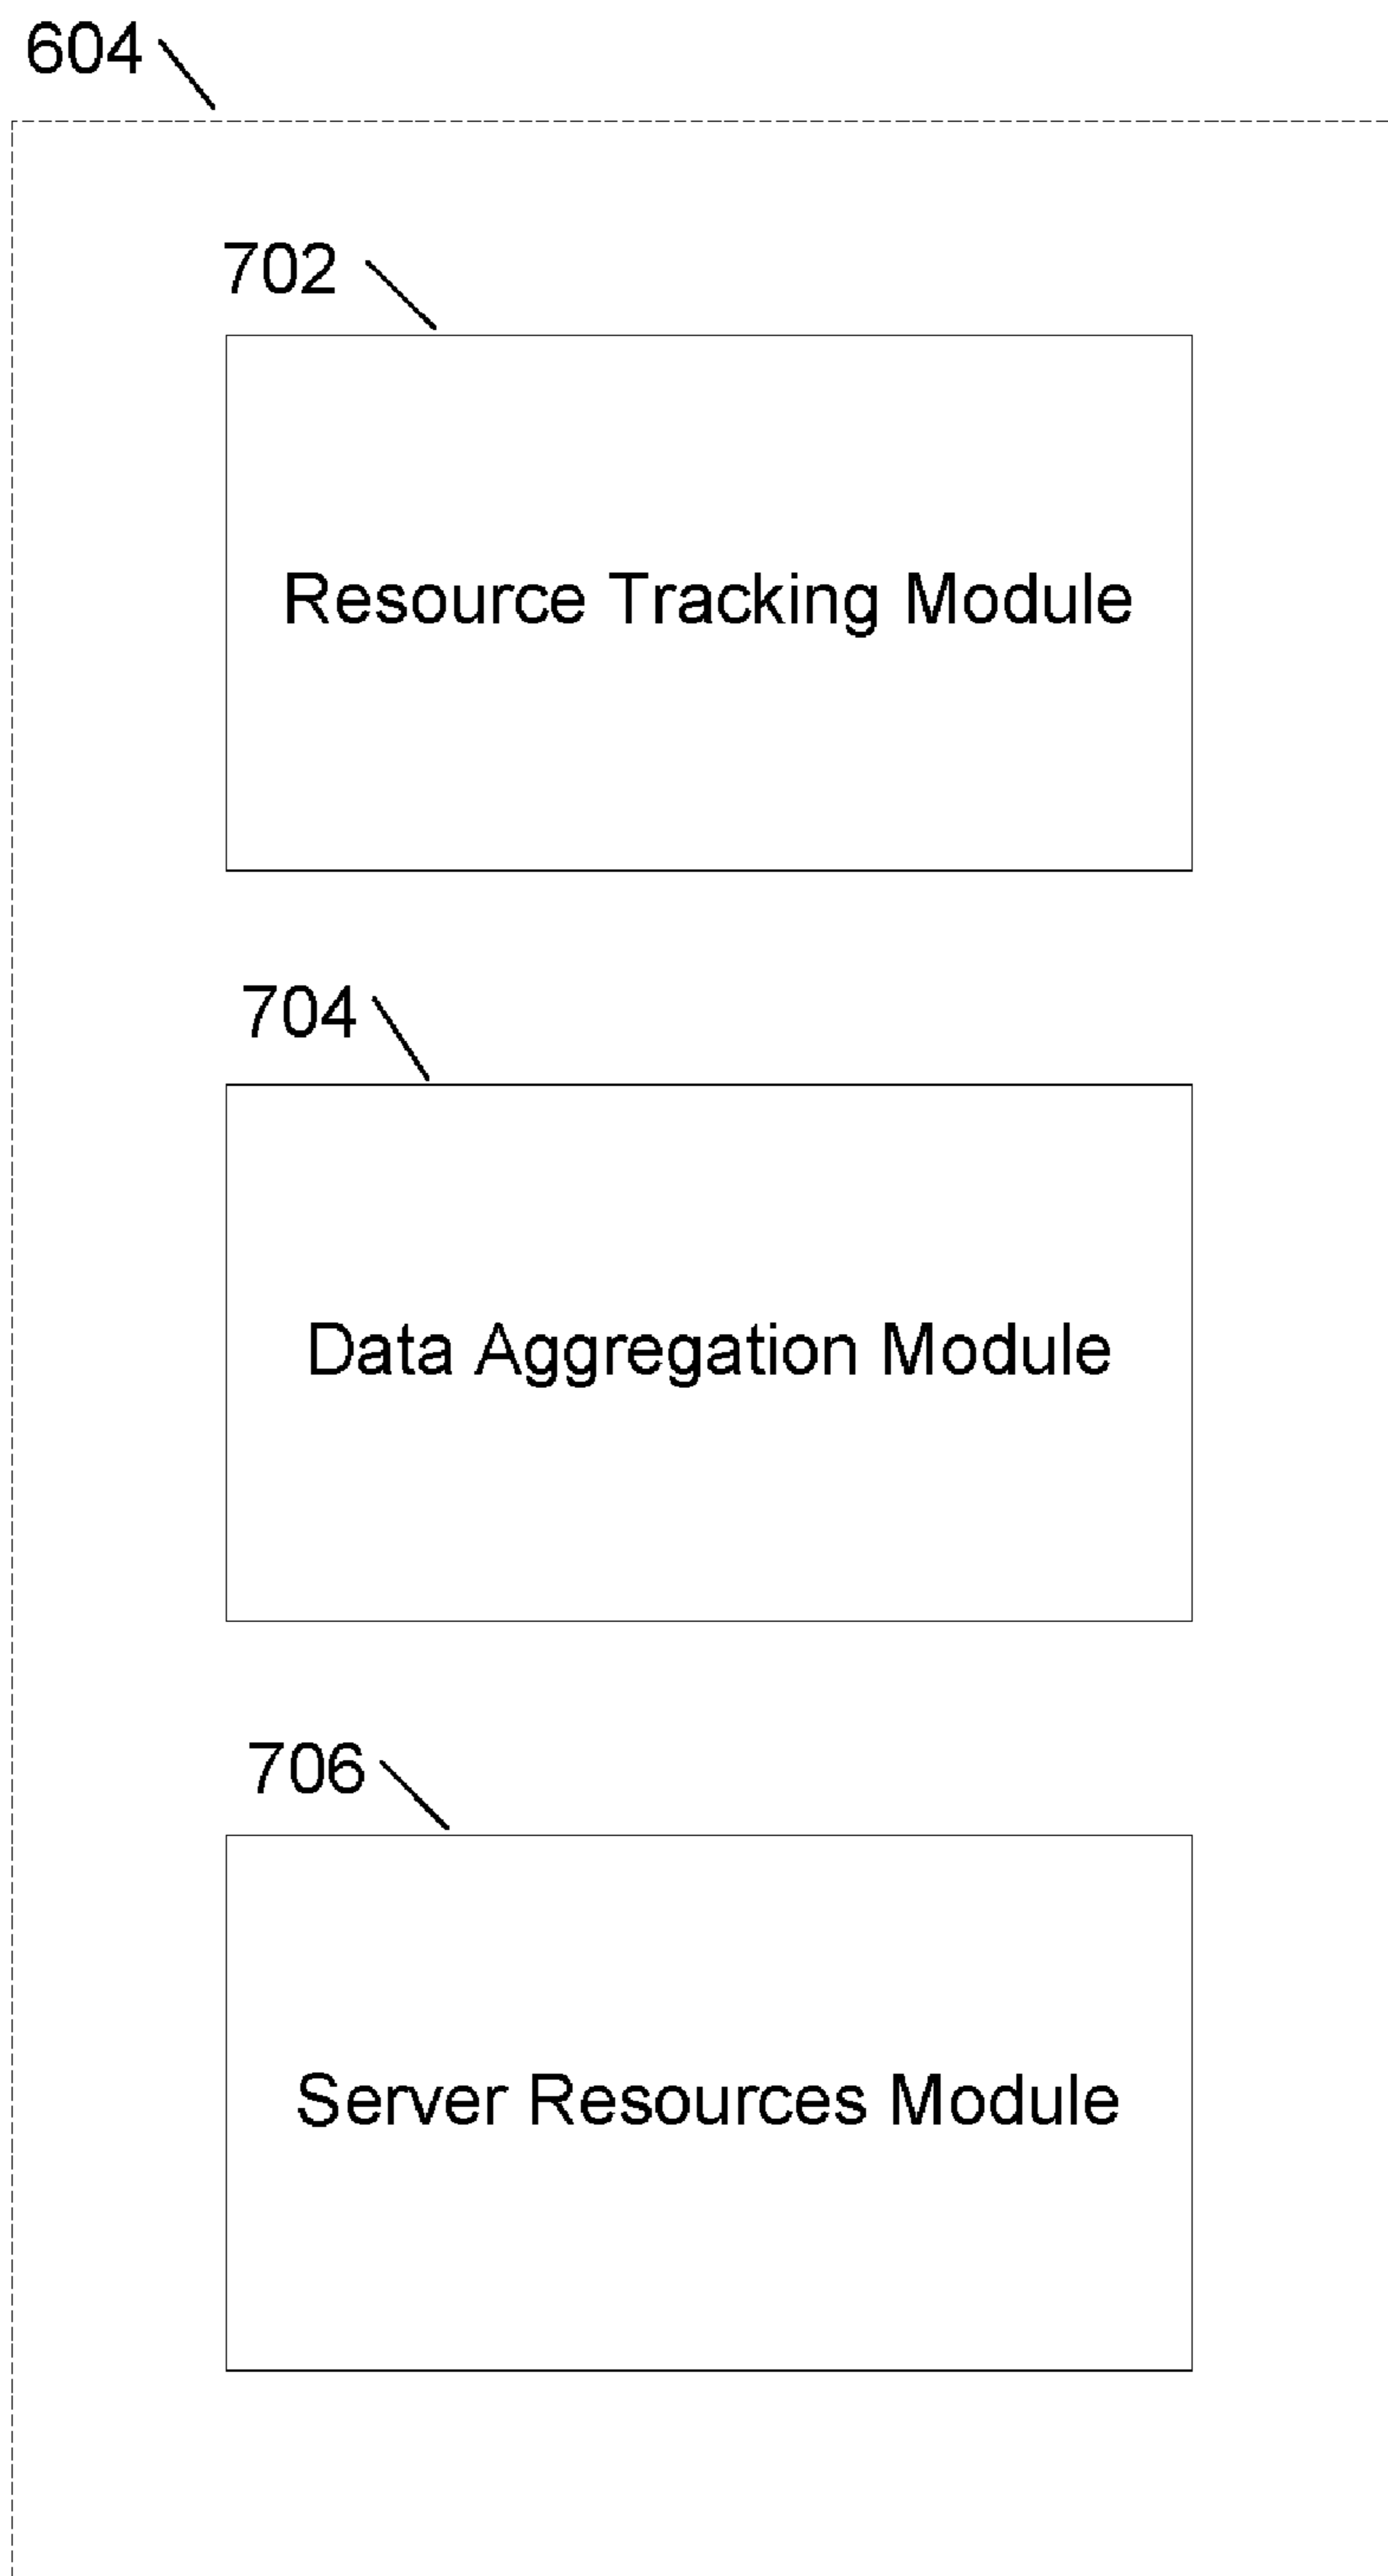 604
702
Resource Tracking Module
704
Data Aggregation Module
706
Server Resources Module